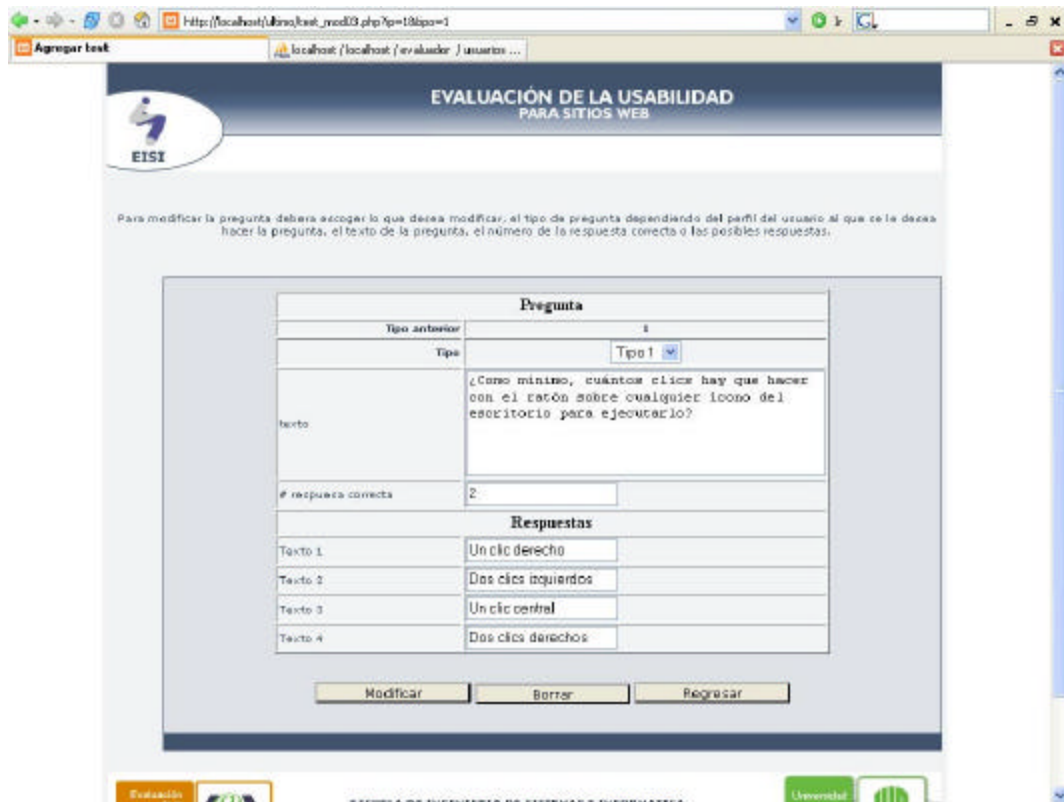 http://localhost/ultimo/test_mod03.php?ip=18&tipo=1
Agregar test
localhost / localhost / evaluador / usuarios ...
EVALUACIÓN DE LA USABILIDAD
PARA SITIOS WEB
EISI
Para modificar la pregunta debera escoger lo que desea modificar, el tipo de pregunta dependiendo del perfil del usuario al que se le desea
hacer la pregunta, el texto de la pregunta, el número de la respuesta correcta o las posibles respuestas.
Pregunta
Tipo anterior 1
Tipo Tipo 1
texto
¿Como mínimo, cuántos clics hay que hacer
con el ratón sobre cualquier icono del
escritorio para ejecutarlo?
# respuesa correcta 2
Respuestas
Texto 1 Un clic derecho
Texto 2 Dos clics izquierdos
Texto 3 Un clic central
Texto 4 Dos clics derechos
Modificar Borrar Regresar
Evaluación
Universidad